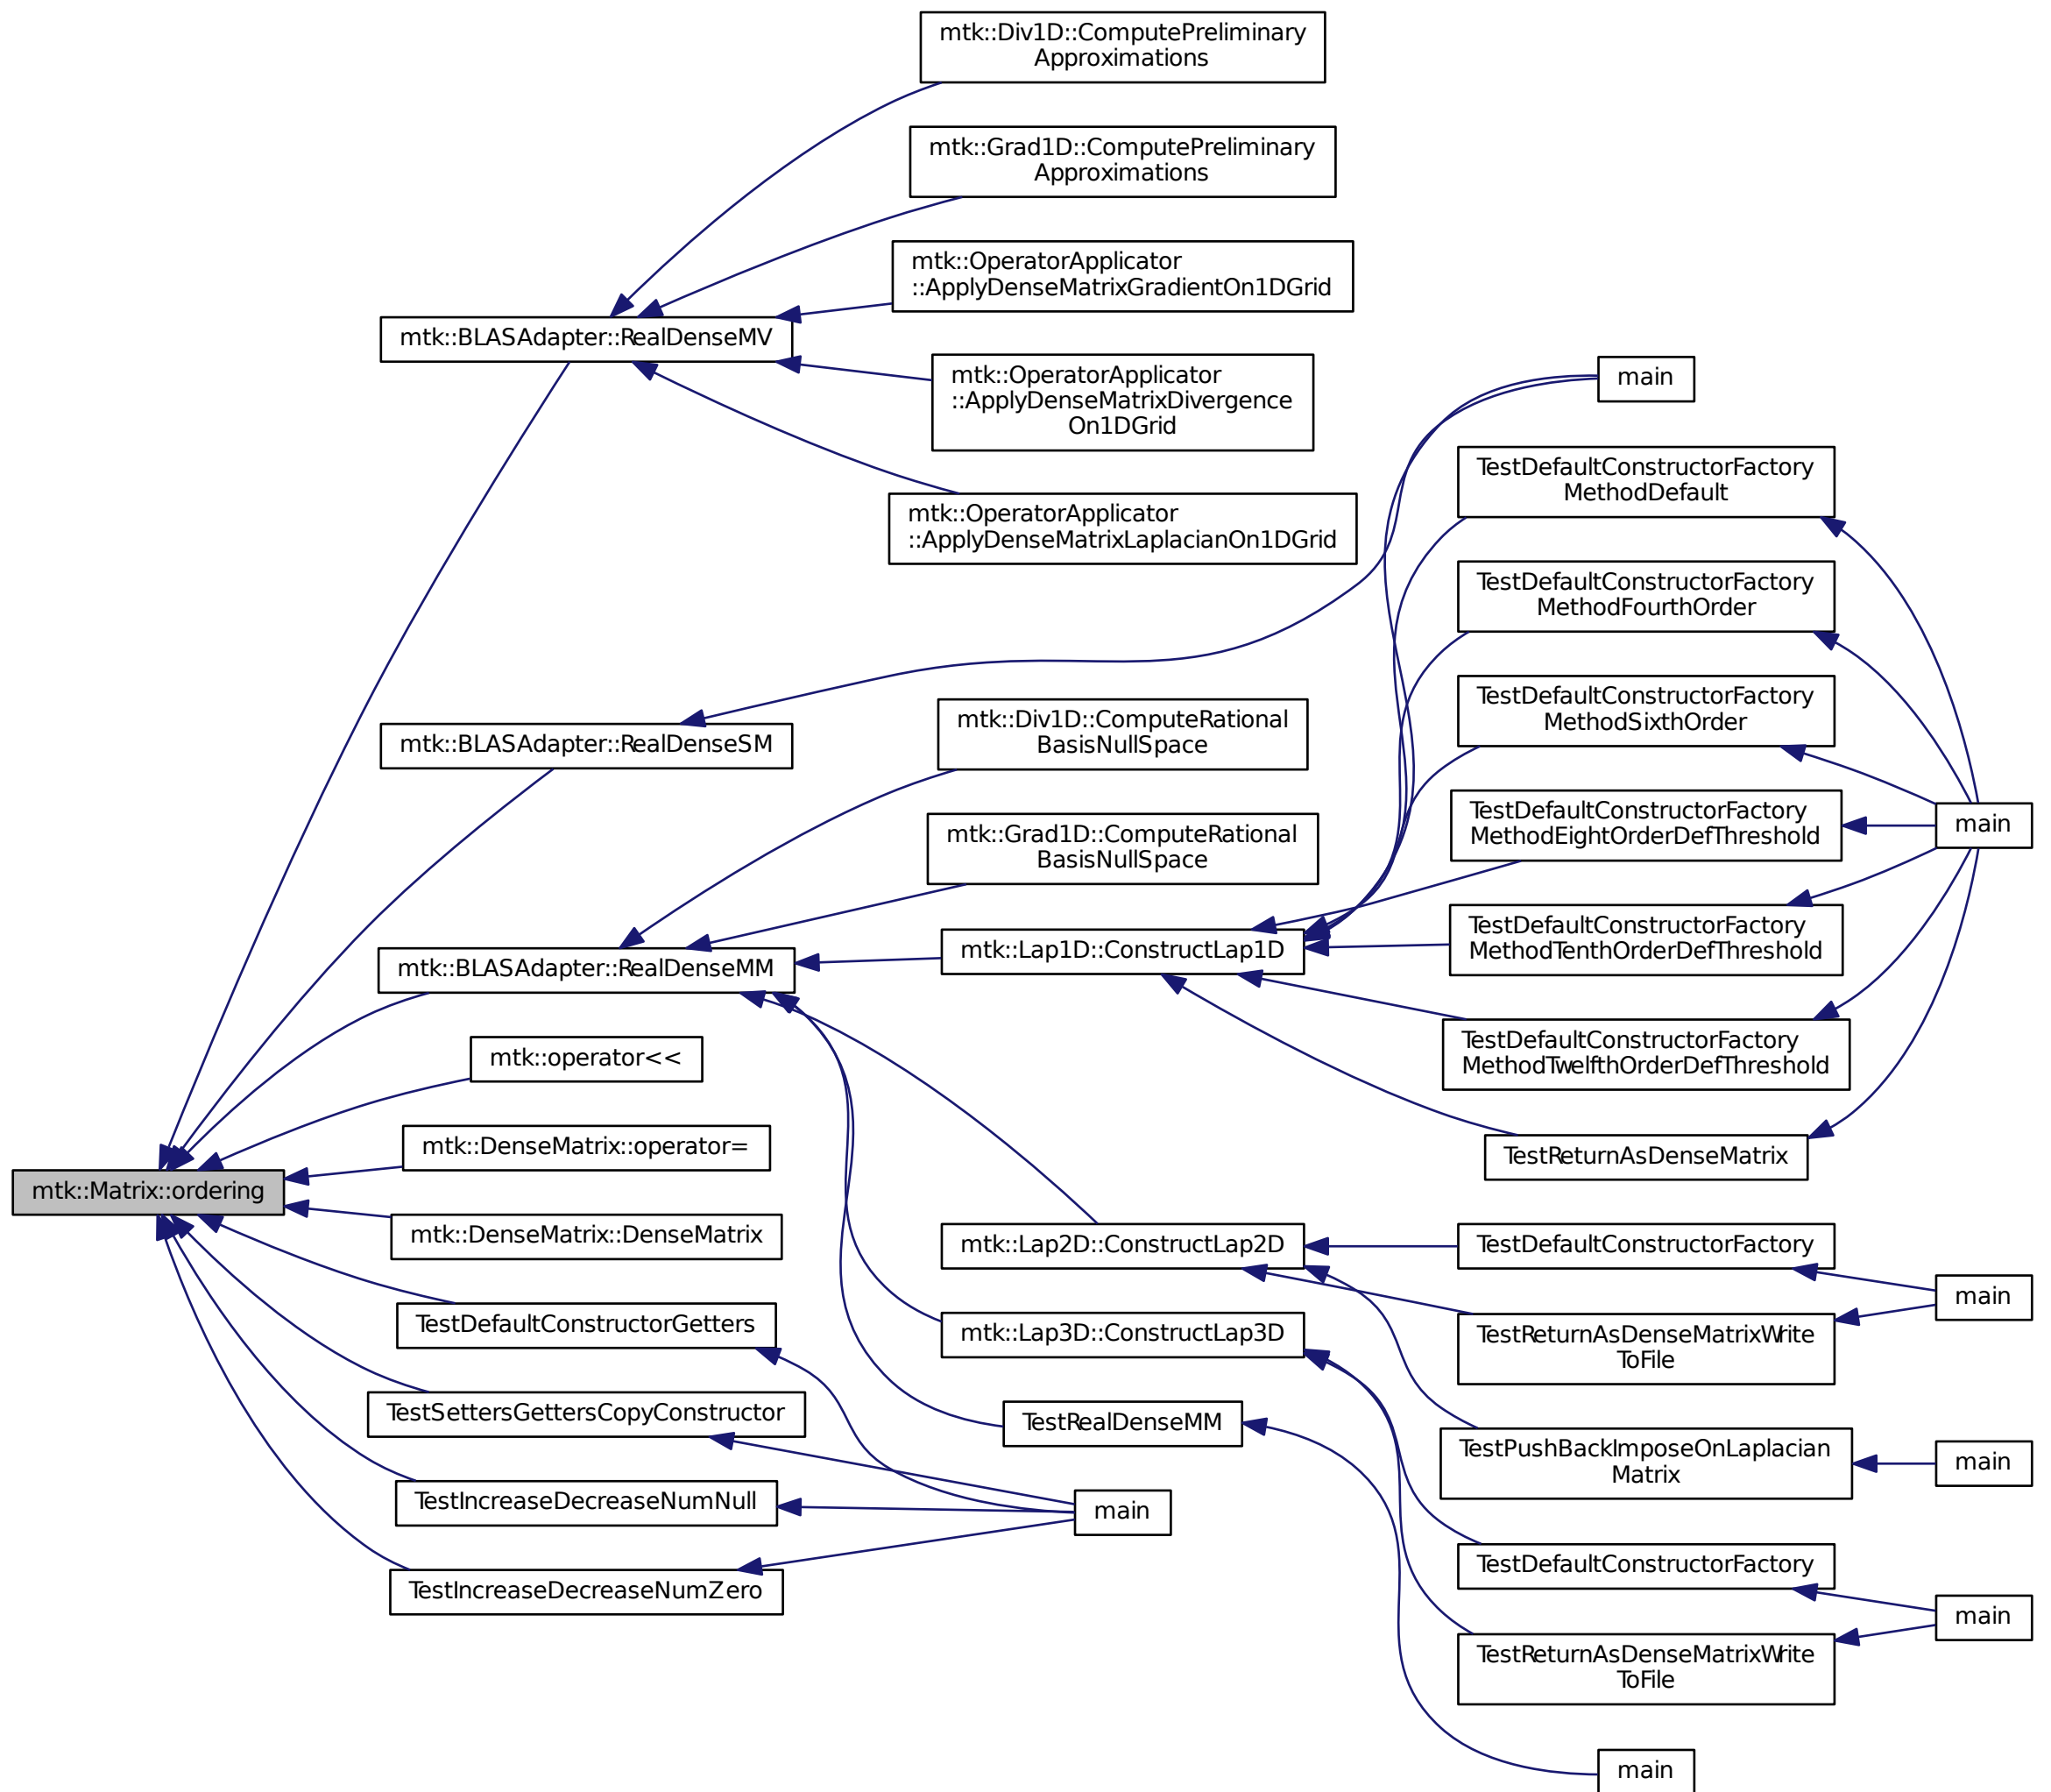 mtk::Div1D::ComputePreliminary
Approximations
mtk::Grad1D::ComputePreliminary
Approximations
mtk::OperatorApplicator
::ApplyDenseMatrixGradientOn1DGrid
mtk::BLASAdapter::RealDenseMV
mtk::OperatorApplicator
::ApplyDenseMatrixDivergence
On1DGrid
main
mtk::OperatorApplicator
::ApplyDenseMatrixLaplacianOn1DGrid
TestDefaultConstructorFactory
MethodDefault
TestDefaultConstructorFactory
MethodFourthOrder
TestDefaultConstructorFactory
MethodSixthOrder
mtk::BLASAdapter::RealDenseSM
mtk::Div1D::ComputeRational
BasisNullSpace
TestDefaultConstructorFactory
MethodEightOrderDefThreshold
main
mtk::Grad1D::ComputeRational
BasisNullSpace
TestDefaultConstructorFactory
MethodTenthOrderDefThreshold
mtk::BLASAdapter::RealDenseMM
mtk::Lap1D::ConstructLap1D
TestDefaultConstructorFactory
MethodTwelfthOrderDefThreshold
mtk::operator<<
mtk::DenseMatrix::operator=
TestReturnAsDenseMatrix
mtk::Matrix::ordering
mtk::DenseMatrix::DenseMatrix
mtk::Lap2D::ConstructLap2D
TestDefaultConstructorFactory
main
TestDefaultConstructorGetters
mtk::Lap3D::ConstructLap3D
TestReturnAsDenseMatrixWrite
ToFile
TestSettersGettersCopyConstructor
TestRealDenseMM
TestPushBackImposeOnLaplacian
Matrix
main
TestIncreaseDecreaseNumNull
main
TestIncreaseDecreaseNumZero
TestDefaultConstructorFactory
main
TestReturnAsDenseMatrixWrite
ToFile
main